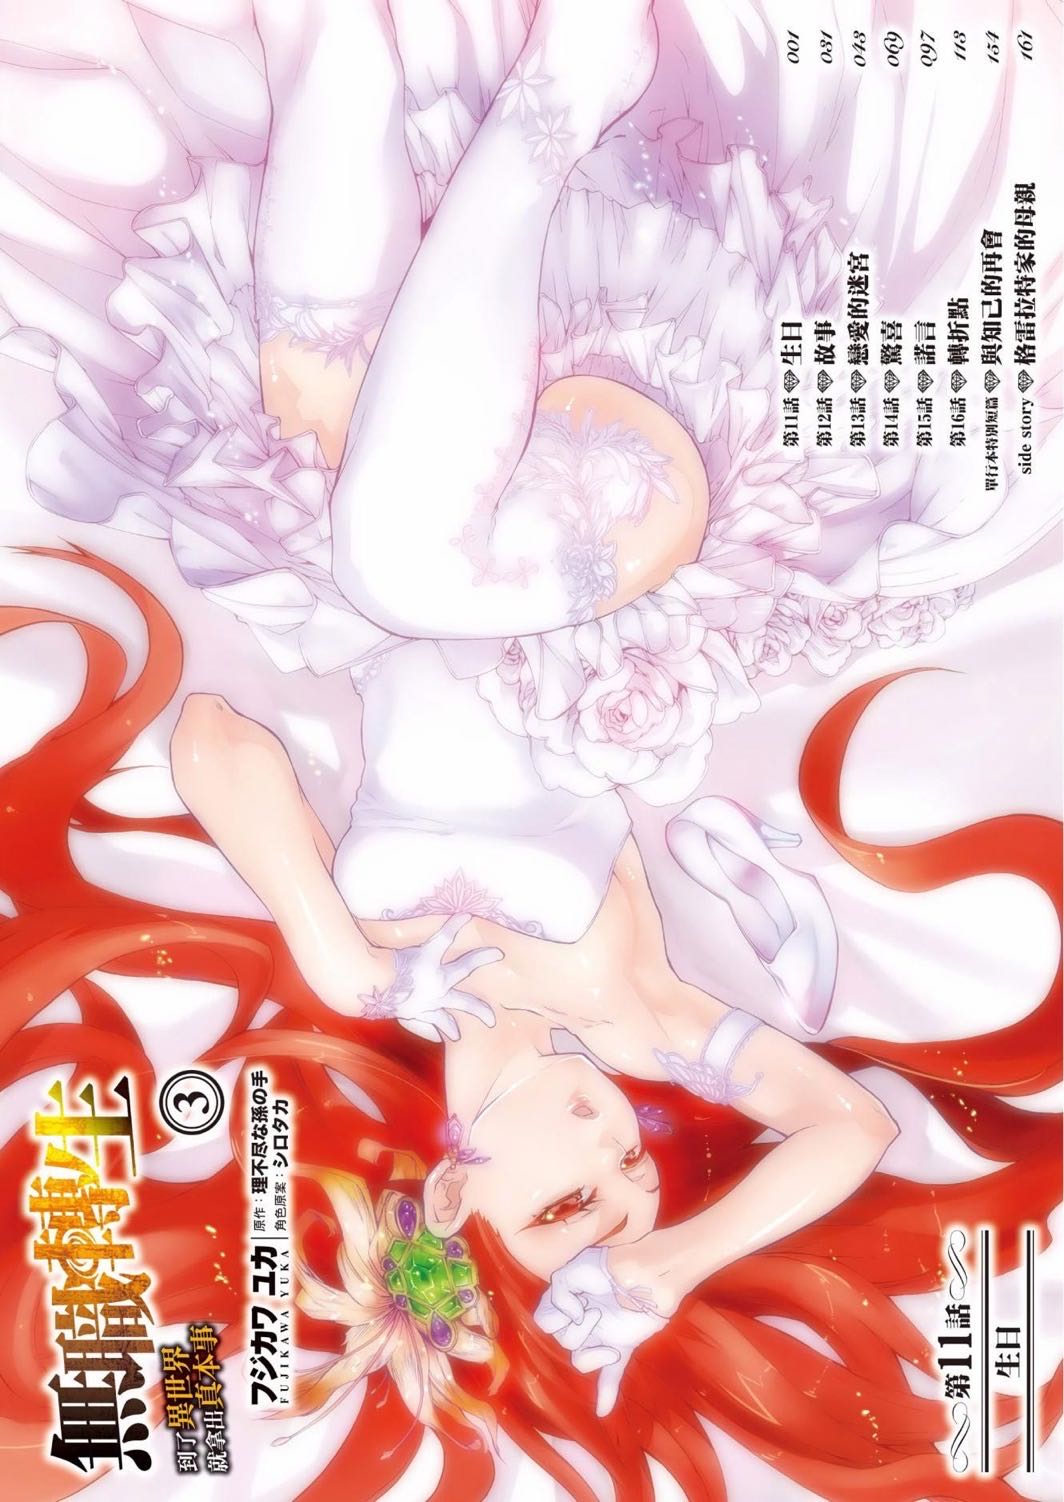 無職轉生
到了異世界
就拿出真本事
3
フジカワ ユカ
FUJIKAWA YUKA
原作：理不尽な孫の手
角色原案：シロタカ
第11話 生日 001
第12話 故事 031
第13話 戀愛的迷宮 043
第14話 驚喜 069
第15話 諾言 097
第16話 轉折點 113
單行本特別短篇 與知己的再會 154
side story 格雷拉特家的母親 161
第11話
生日